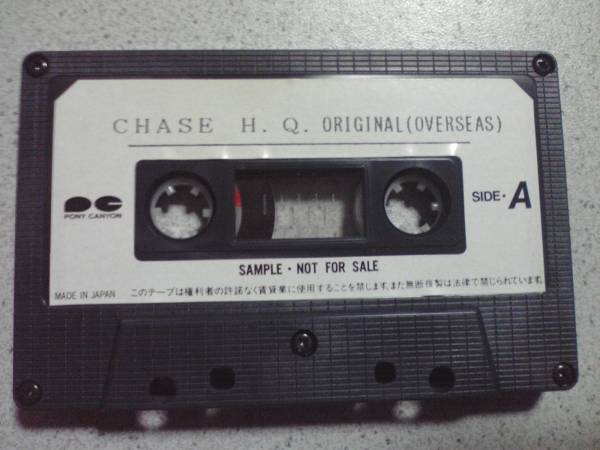 CHASE H. Q. ORIGINAL(OVERSEAS)
PONY CANYON
SIDE・A
SAMPLE・NOT FOR SALE
MADE IN JAPAN
このテープは権利者の許諾なく賃貸業に使用することを禁じます。また無断複製は法律で禁じられています。